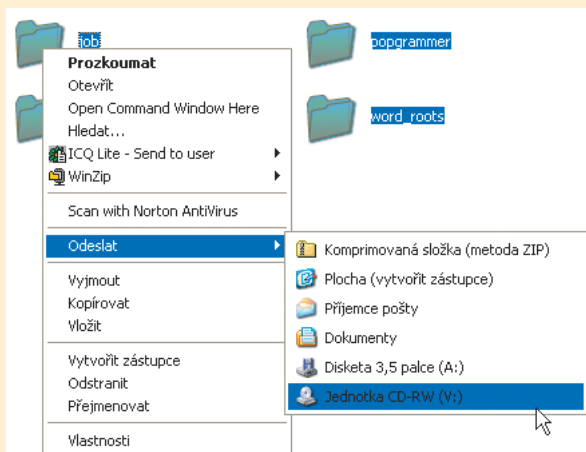 job
popgrammer
word_roots
Prozkoumat
Otevřít
Open Command Window Here
Hledat...
ICQ Lite - Send to user
WinZip
Scan with Norton AntiVirus
Odeslat
Vyjmout
Kopírovat
Vložit
Vytvořit zástupce
Odstranit
Přejmenovat
Vlastnosti
Komprimovaná složka (metoda ZIP)
Plocha (vytvořit zástupce)
Příjemce pošty
Dokumenty
Disketa 3,5 palce (A:)
Jednotka CD-RW (V:)